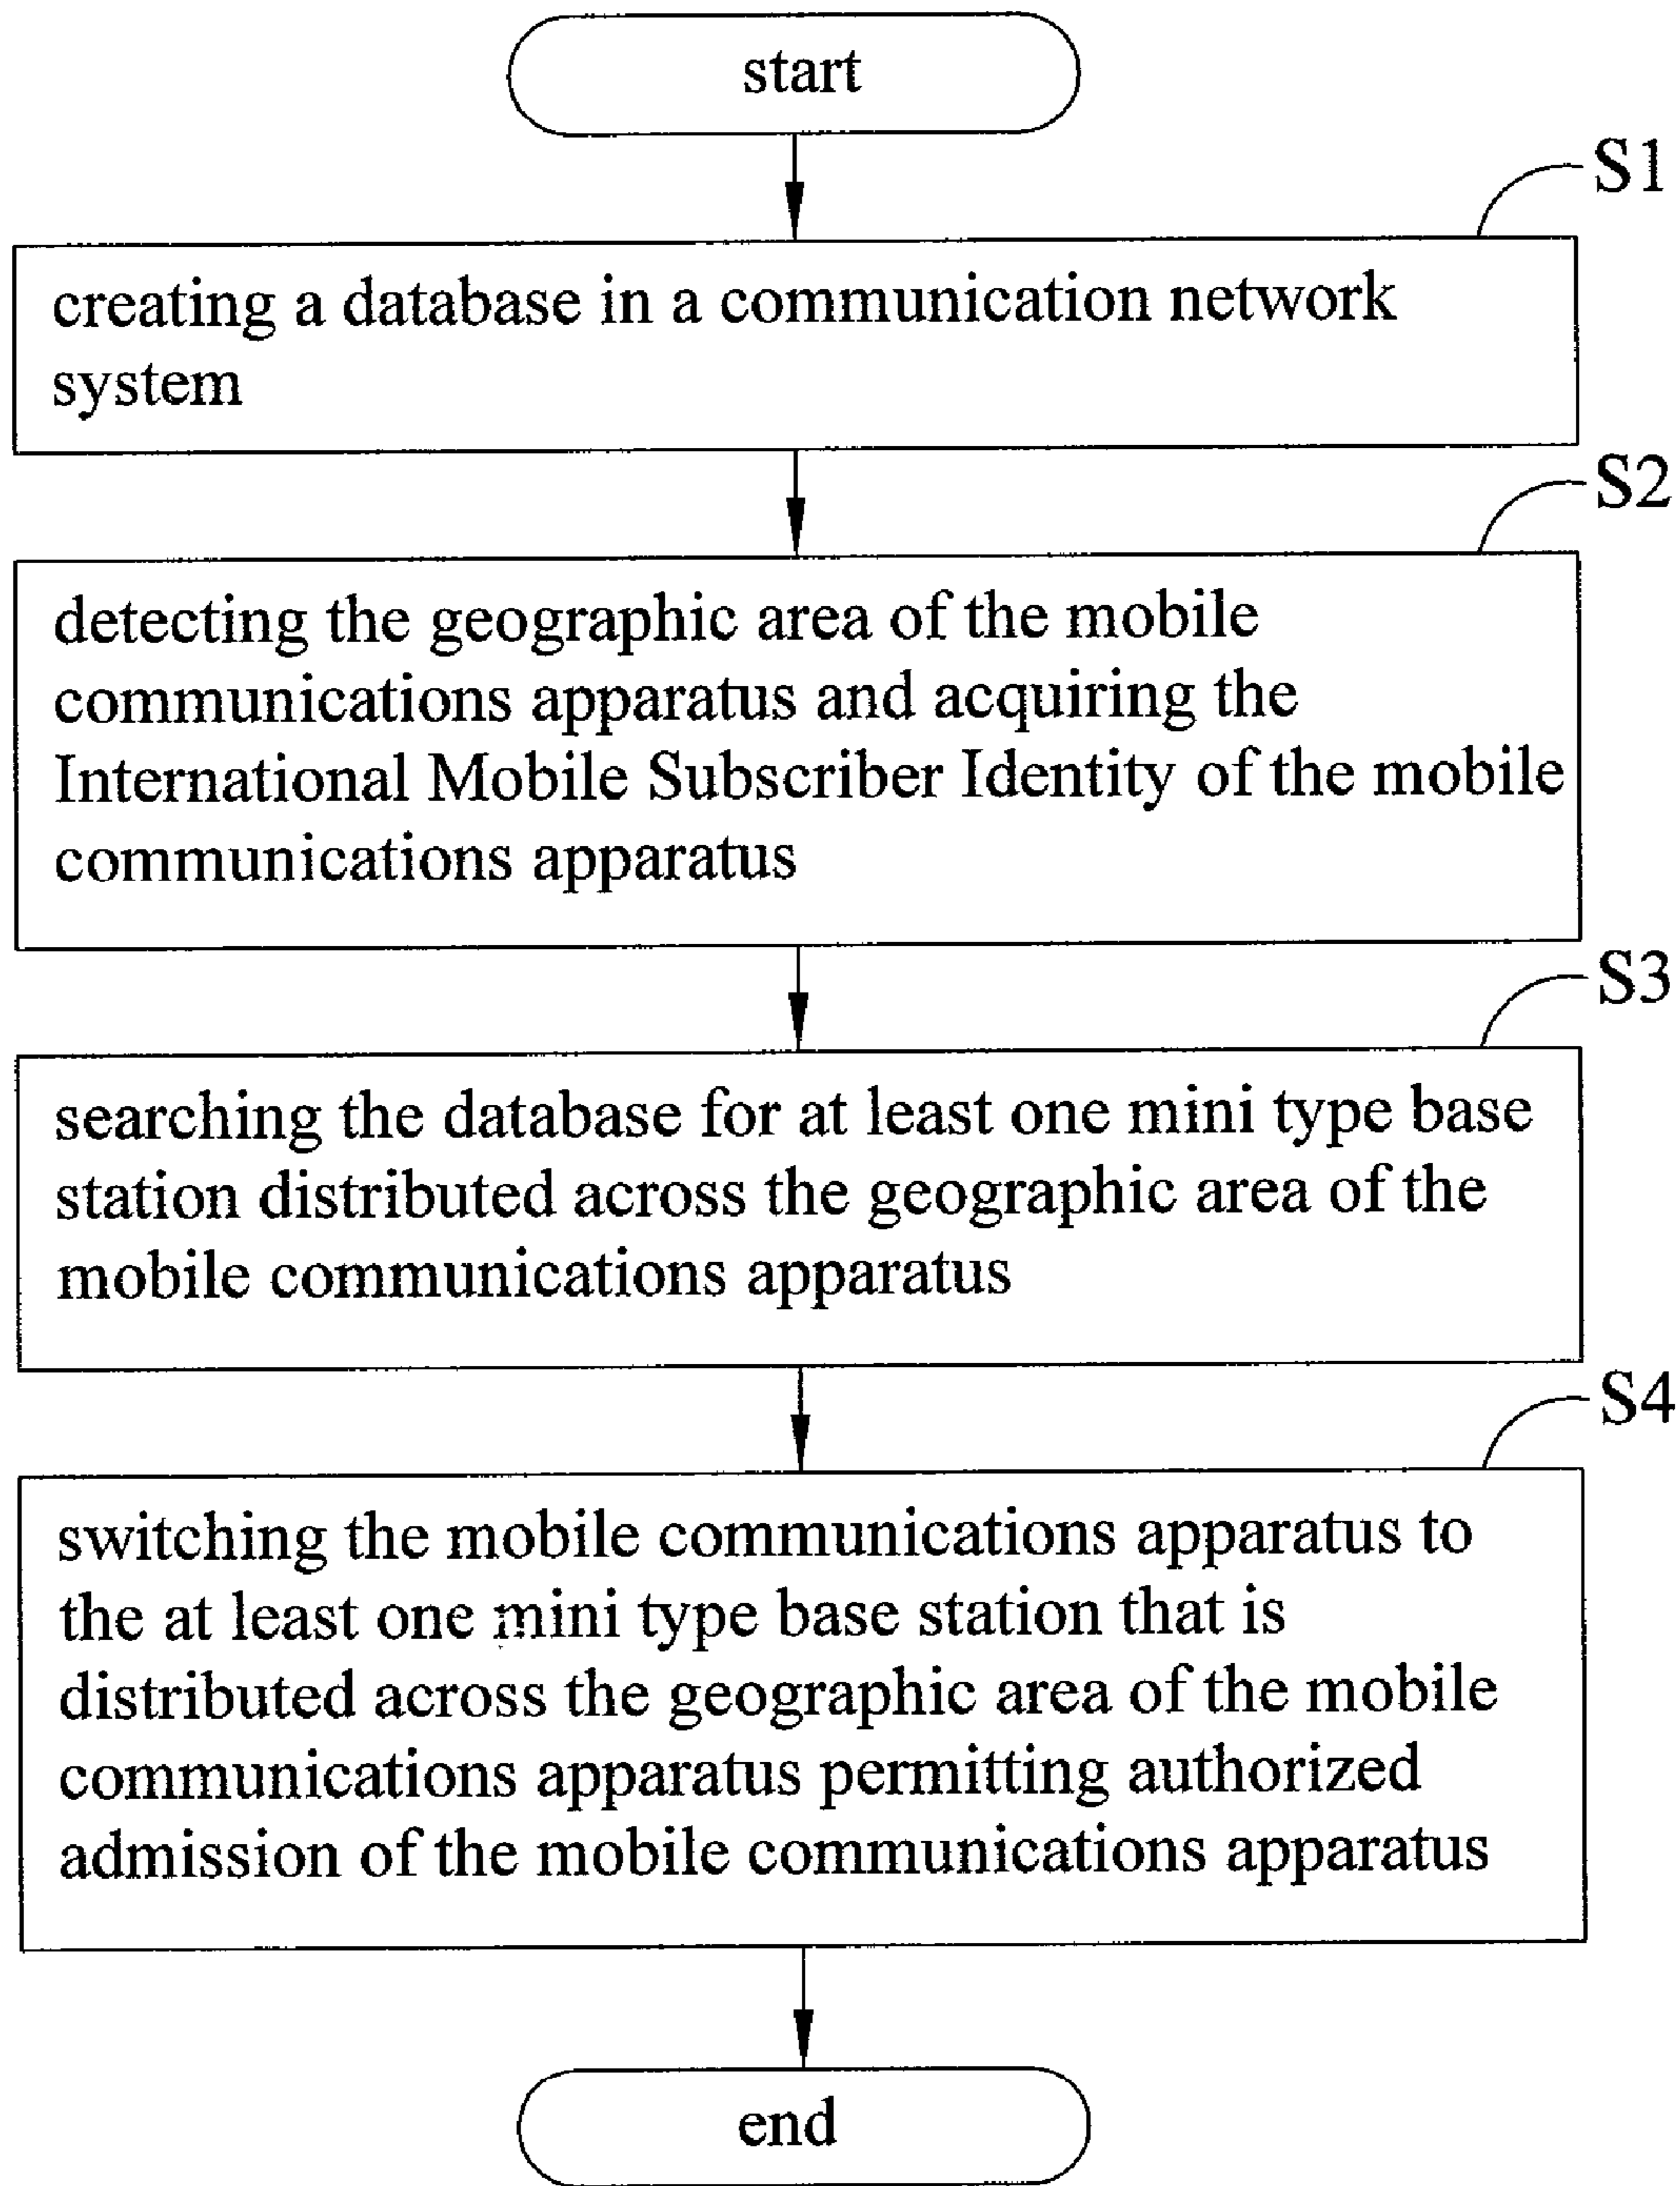 start
S1
creating a database in a communication network
system
S2
detecting the geographic area of the mobile
communications apparatus and acquiring the
International Mobile Subscriber Identity of the mobile
communications apparatus
S3
searching the database for at least one mini type base
station distributed across the geographic area of the
mobile communications apparatus
S4
switching the mobile communications apparatus to
the at least one mini type base station that is
distributed across the geographic area of the mobile
communications apparatus permitting authorized
admission of the mobile communications apparatus
end